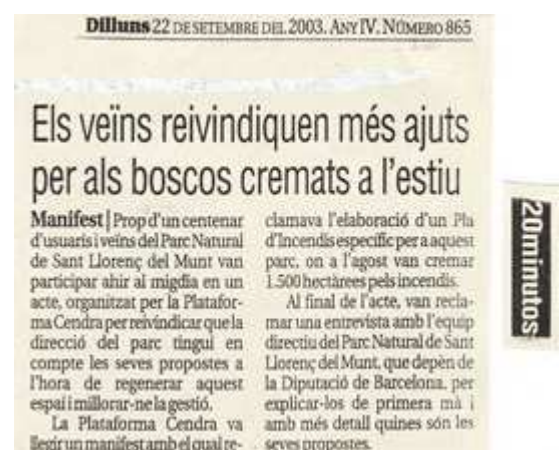 Dilluns 22 DE SETEMBRE DEL 2003. ANY IV. NÚMERO 865
Els veïns reivindiquen més ajuts
per als boscos cremats a l'estiu
Manifest | Prop d'un centenar
d'usuaris i veïns del Parc Natural
de Sant Llorenç del Munt van
participar ahir al migdia en un
acte, organitzat per la Platafor-
ma Cendra per reivindicar que la
direcció del parc tingui en
compte les seves propostes a
l'hora de regenerar aquest
espai i millorar-ne la gestió.
La Plataforma Cendra va
llegir un manifest amb el qual re-
clamava l'elaboració d'un Pla
d'Incendis específic per a aquest
parc, on a l'agost van cremar
1.500 hectàrees pels incendis.
Al final de l'acte, van recla-
mar una entrevista amb l'equip
directiu del Parc Natural de Sant
Llorenç del Munt, que depèn de
la Diputació de Barcelona, per
explicar-los de primera mà i
amb més detall quines són les
seves propostes.
20minutos